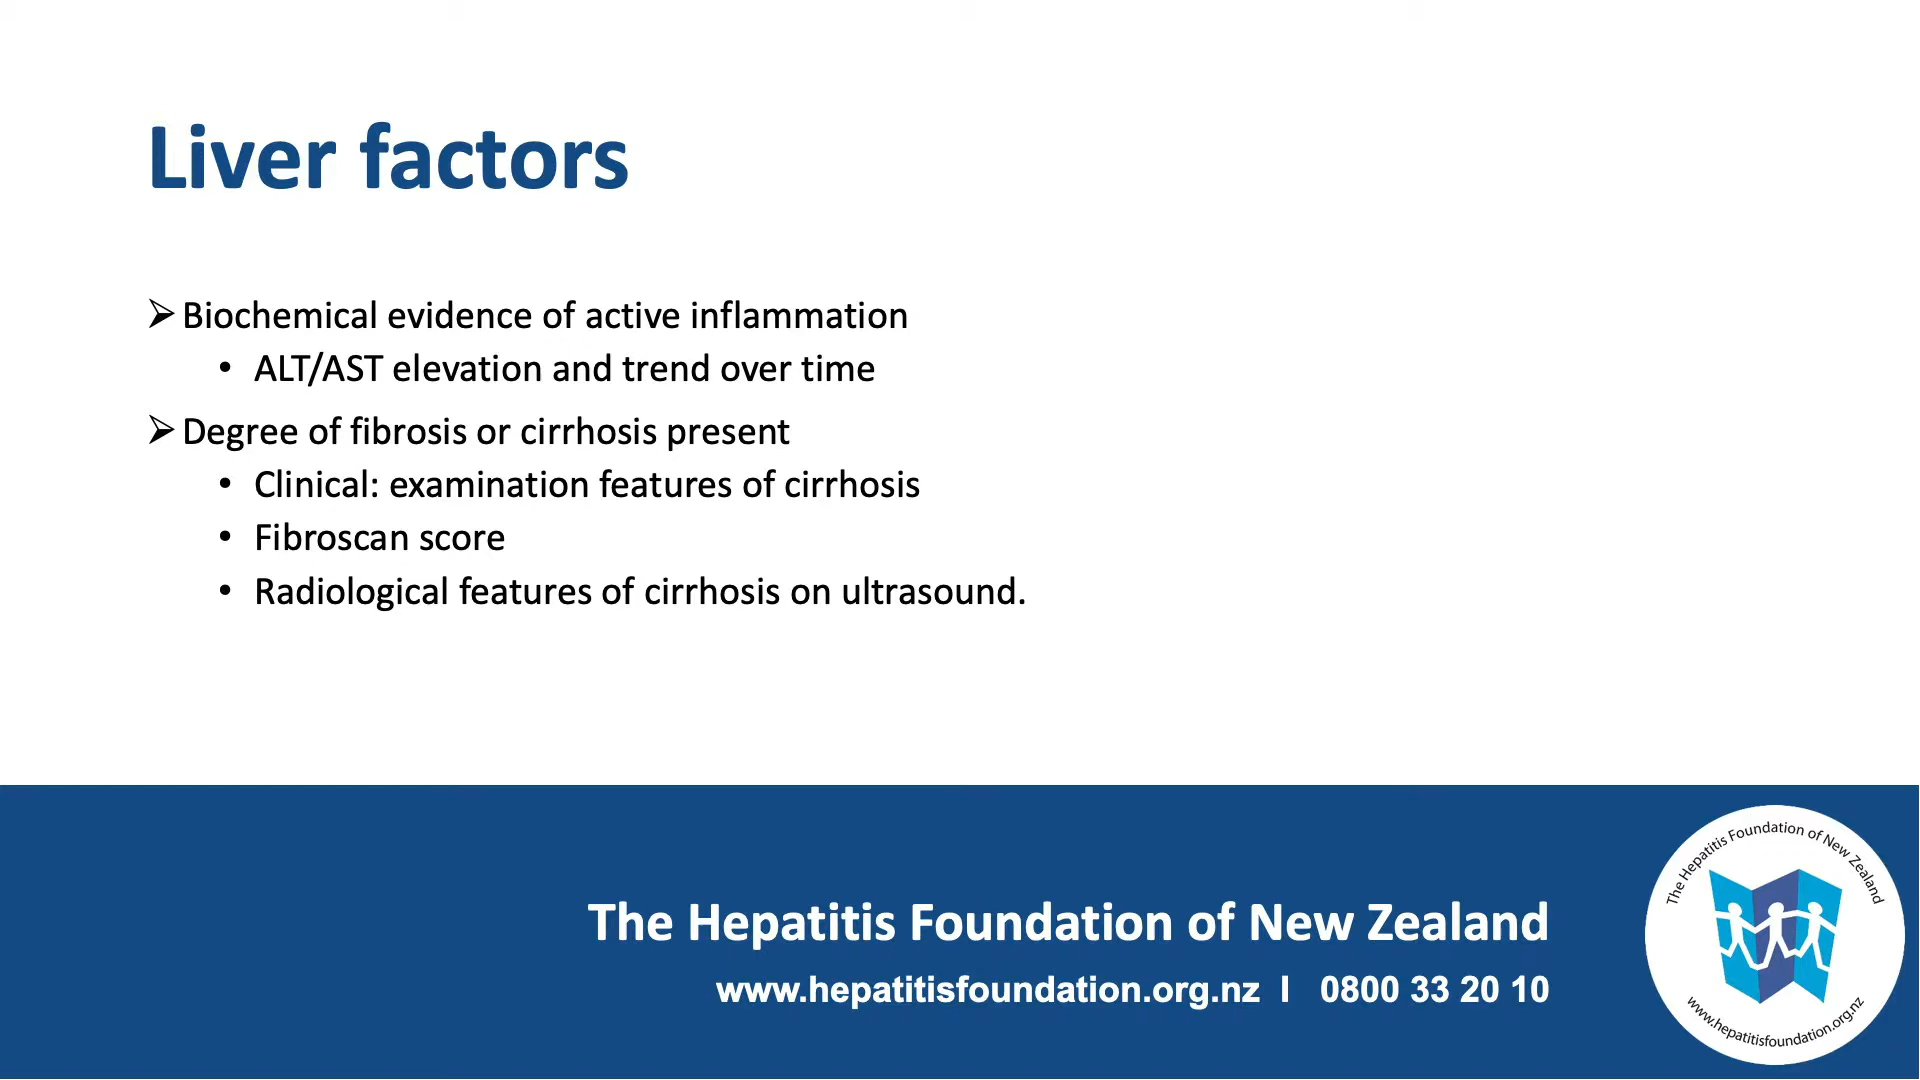 Liver factors
➢ Biochemical evidence of active inflammation
• ALT/AST elevation and trend over time
➢ Degree of fibrosis or cirrhosis present
• Clinical: examination features of cirrhosis
• Fibroscan score
• Radiological features of cirrhosis on ultrasound.
The Hepatitis Foundation of New Zealand
www.hepatitisfoundation.org.nz I 0800 33 20 10
The Hepatitis Foundation of New Zealand
www.hepatitisfoundation.org.nz